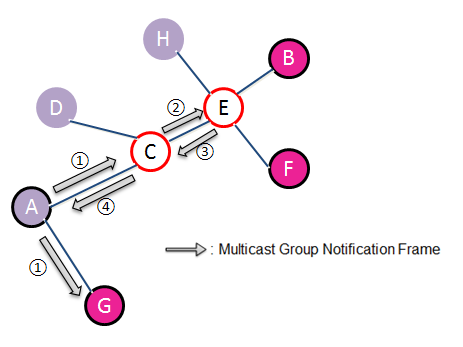 H
B
D
②
E
C
③
①
F
A
④
: Multicast Group Notification Frame
①
G